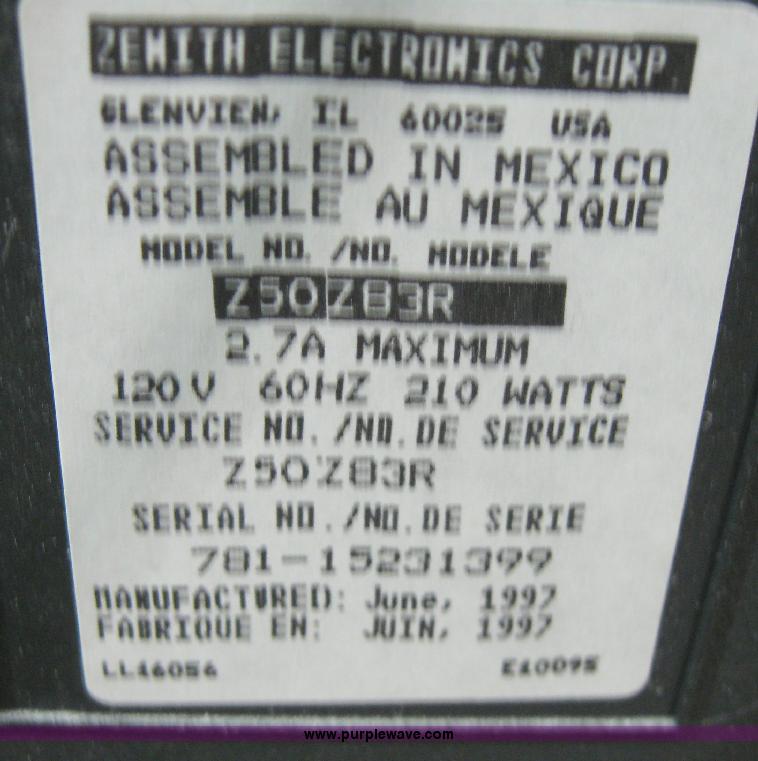 ZENITH ELECTRONICS CORP.
GLENVIEW, IL 60025 USA
ASSEMBLED IN MEXICO
ASSEMBLE AU MEXIQUE
MODEL NO. /NO. MODELE
Z50Z83R
2.7A MAXIMUM
120V 60HZ 210 WATTS
SERVICE NO./NO.DE SERVICE
Z50Z83R
SERIAL NO./NO.DE SERIE
781-15231399
MANUFACTURED: June, 1997
FABRIQUE EN: JUIN, 1997
LL46056 E40095
www.purplewave.com